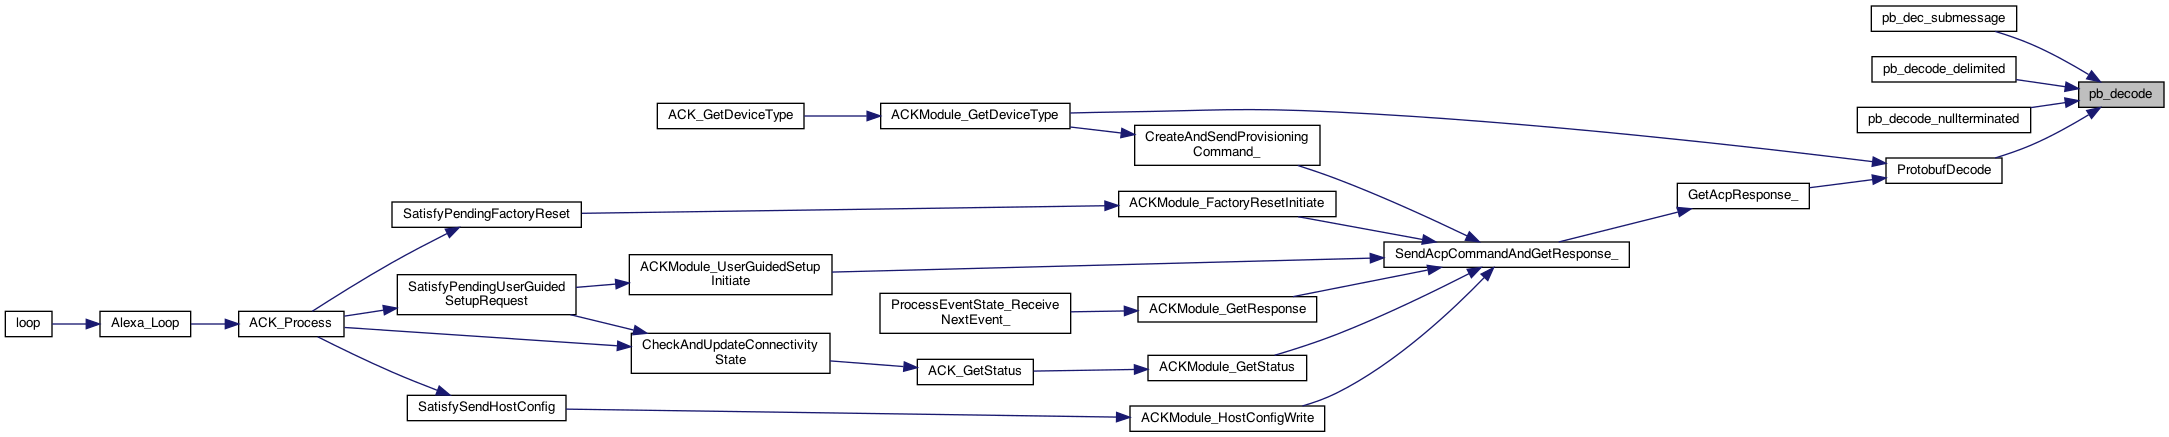 pb_dec_submessage
pb_decode_delimited
pb_decode
ACK_GetDeviceType
ACKModule_GetDeviceType
pb_decode_nullterminated
CreateAndSendProvisioning
Command_
ProtobufDecode
GetAcpResponse_
ACKModule_FactoryResetInitiate
SatisfyPendingFactoryReset
SendAcpCommandAndGetResponse_
ACKModule_UserGuidedSetup
Initiate
SatisfyPendingUserGuided
SetupRequest
ProcessEventState_Receive
NextEvent_
ACKModule_GetResponse
loop
Alexa_Loop
ACK_Process
CheckAndUpdateConnectivity
State
ACK_GetStatus
ACKModule_GetStatus
SatisfySendHostConfig
ACKModule_HostConfigWrite